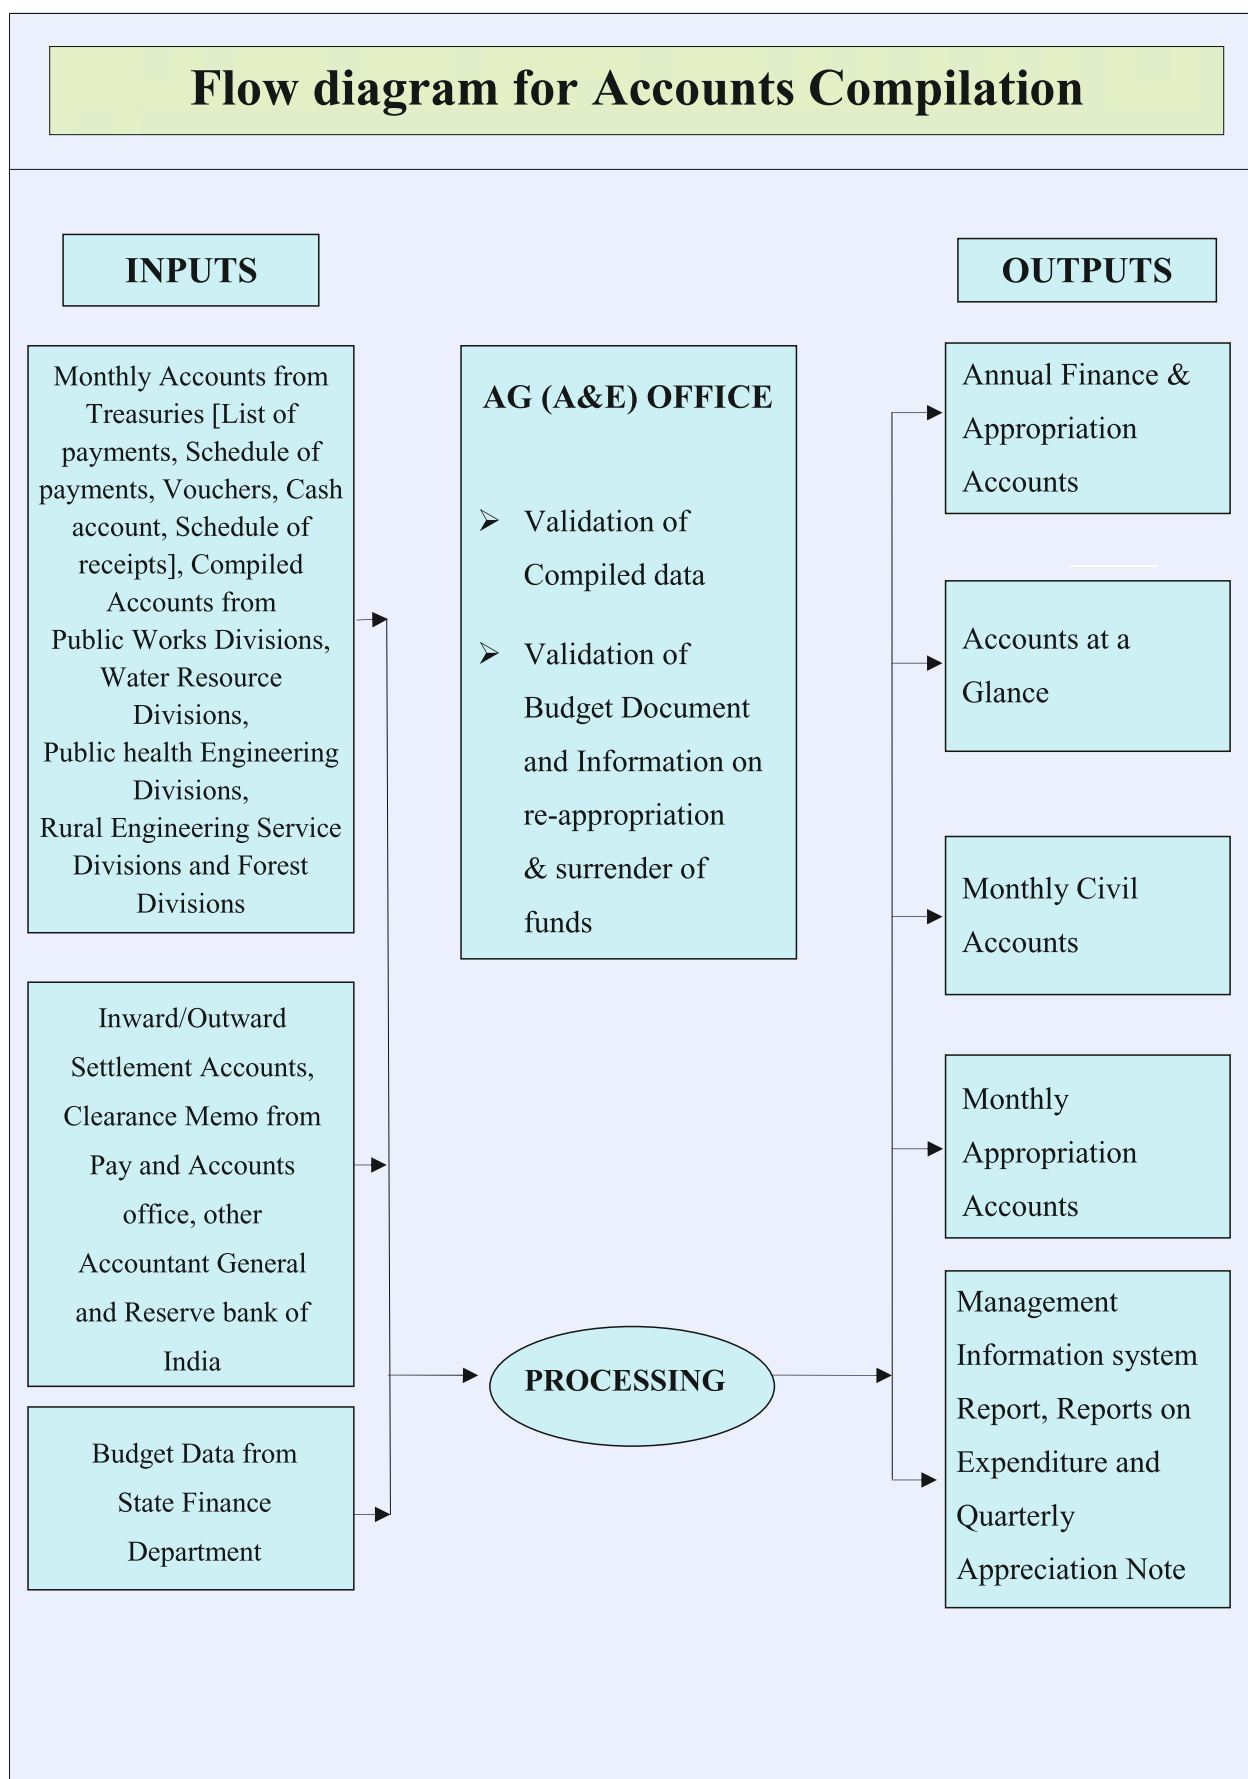 Flow diagram for Accounts Compilation
INPUTS
Monthly Accounts from
Treasuries [List of
payments, Schedule of
payments, Vouchers, Cash
account, Schedule of
receipts], Compiled
Accounts from
Public Works Divisions,
Water Resource
Divisions,
Public health Engineering
Divisions,
Rural Engineering Service
Divisions and Forest
Divisions
Inward/Outward
Settlement Accounts,
Clearance Memo from
Pay and Accounts
office, other
Accountant General
and Reserve bank of
India
Budget Data from
State Finance
Department
AG (A&E) OFFICE
➢ Validation of
Compiled data
➢ Validation of
Budget Document
and Information on
re-appropriation
& surrender of
funds
PROCESSING
OUTPUTS
Annual Finance &
Appropriation
Accounts
Accounts at a
Glance
Monthly Civil
Accounts
Monthly
Appropriation
Accounts
Management
Information system
Report, Reports on
Expenditure and
Quarterly
Appreciation Note